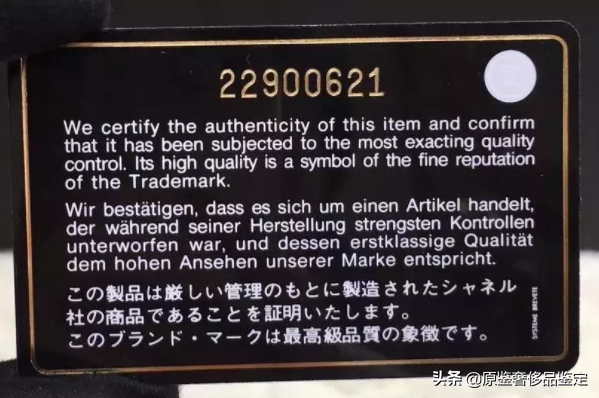 22900621
We certify the authenticity of this item and confirm
that it has been subjected to the most exacting quality
control. Its high quality is a symbol of the fine reputation
of the Trademark.
Wir bestätigen, dass es sich um einen Artikel handelt,
der während seiner Herstellung strengsten Kontrollen
unterworfen war, und dessen erstklassige Qualität
dem hohen Ansehen unserer Marke entspricht.
この製品は厳しい管理のもとに製造されたシャネル
社の商品であることを証明いたします。
このブランド・マークは最高級品質の象徴です。
SYSTEME BREVETE
头条 @原鉴奢侈品鉴定